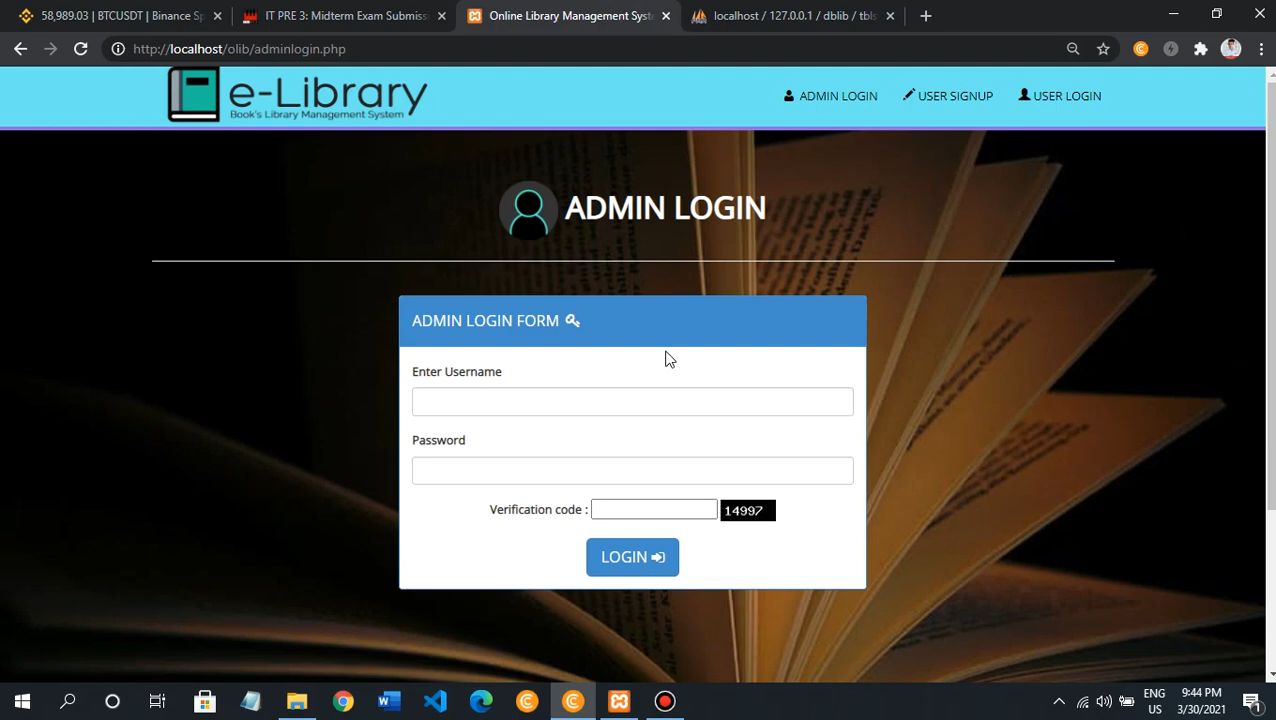 58,989.03 | BTCUSDT | Binance Sp
IT PRE 3: Midterm Exam Submiss
Online Library Management Syst
localhost / 127.0.0.1 / dblib / tbls
http://localhost/olib/adminlogin.php
e-Library
Book's Library Management System
ADMIN LOGIN
USER SIGNUP
USER LOGIN
ADMIN LOGIN
ADMIN LOGIN FORM
Enter Username
Password
Verification code :
14997
LOGIN
ENG
US
9:44 PM
3/30/2021
1